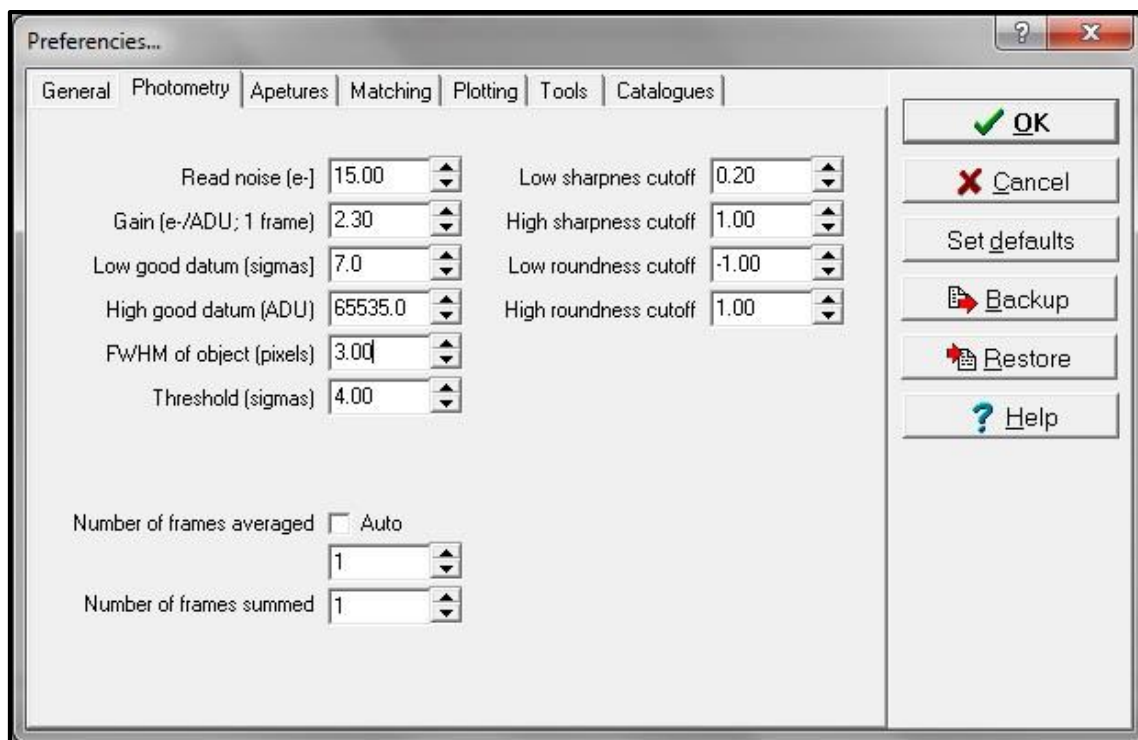 Preferencies...
General Photometry Apetures Matching Plotting Tools Catalogues
Read noise (e-] 15.00
Gain (e-/ADU; 1 frame) 2.30
Low good datum (sigmas] 7.0
High good datum (ADU) 65535.0
FWHM of object (pixels) 3.00
Threshold (sigmas) 4.00
Low sharpnes cutoff 0.20
High sharpness cutoff 1.00
Low roundness cutoff -1.00
High roundness cutoff 1.00
Number of frames averaged Auto
1
Number of frames summed 1
OK
Cancel
Set defaults
Backup
Restore
? Help